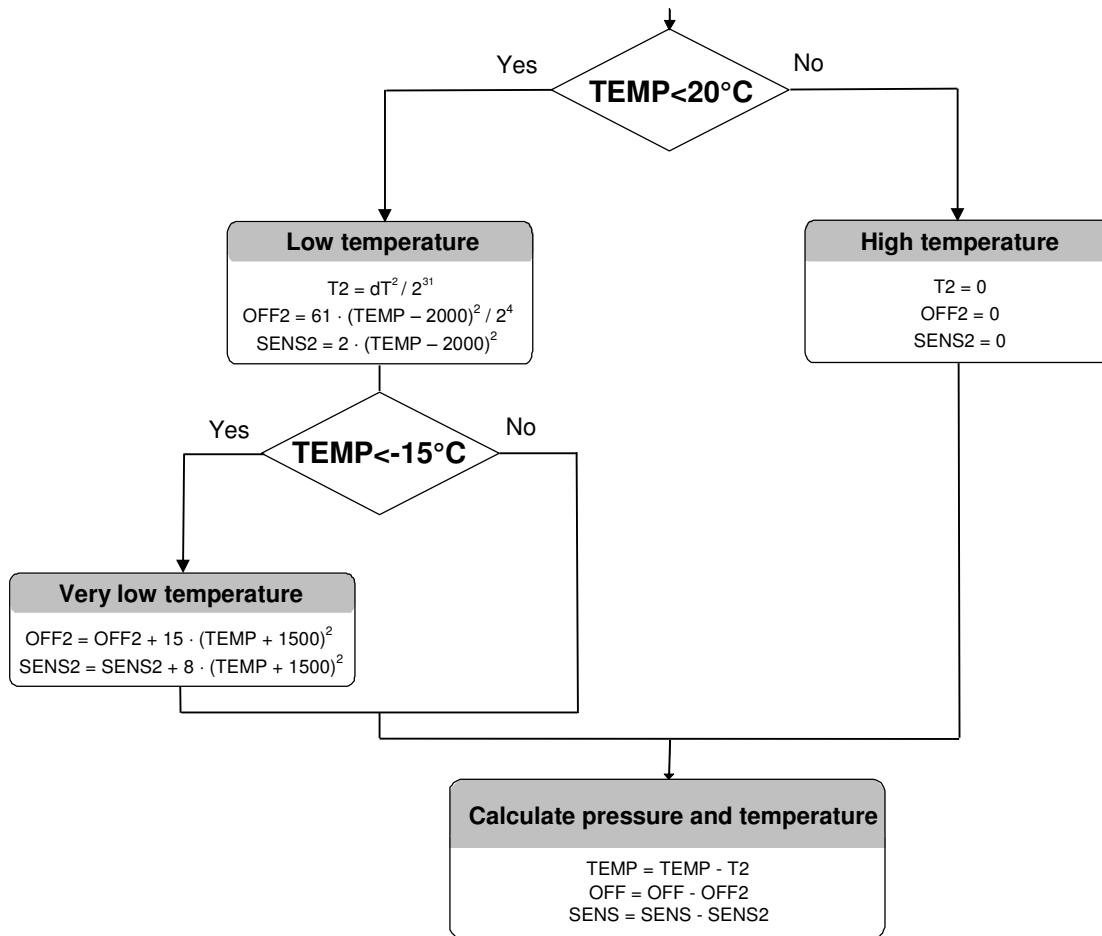 Yes
TEMP<20°C
No
Low temperature
T2 = dT² / 2³¹
OFF2 = 61 · (TEMP – 2000)² / 2⁴
SENS2 = 2 · (TEMP – 2000)²
High temperature
T2 = 0
OFF2 = 0
SENS2 = 0
Yes
TEMP<-15°C
No
Very low temperature
OFF2 = OFF2 + 15 · (TEMP + 1500)²
SENS2 = SENS2 + 8 · (TEMP + 1500)²
Calculate pressure and temperature
TEMP = TEMP - T2
OFF = OFF - OFF2
SENS = SENS - SENS2